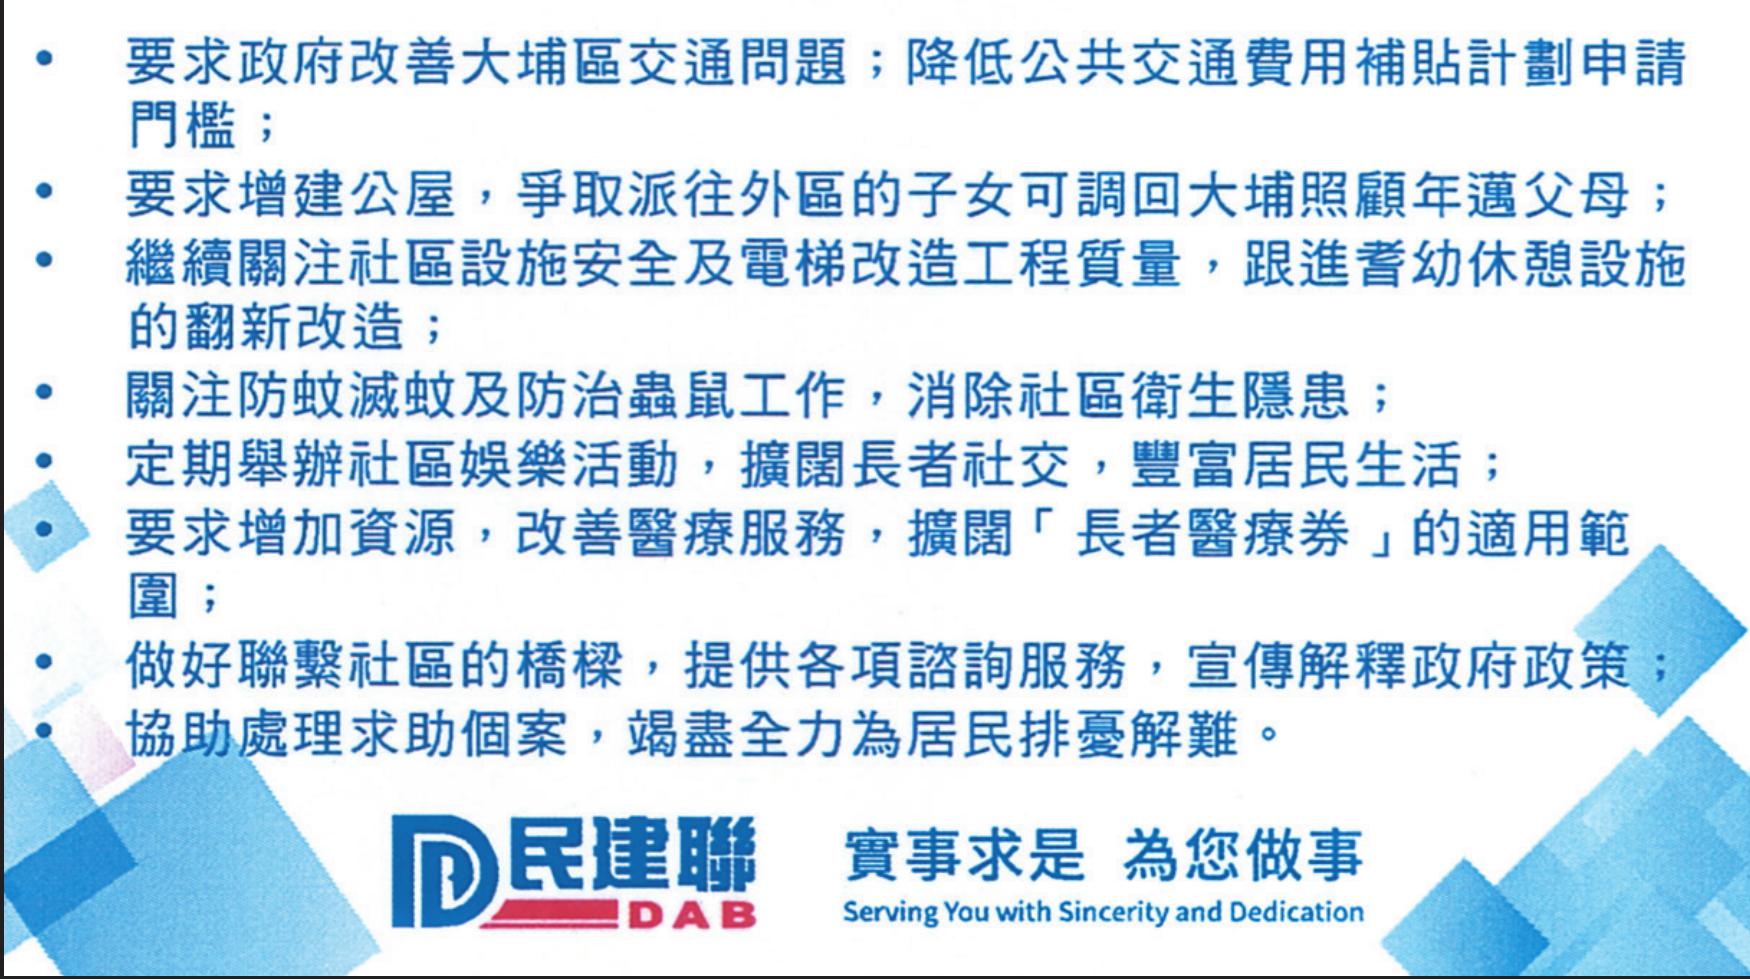 • 要求政府改善大埔區交通問題；降低公共交通費用補貼計劃申請
門檻；
• 要求增建公屋，爭取派往外區的子女可調回大埔照顧年邁父母；
• 繼續關注社區設施安全及電梯改造工程質量，跟進耆幼休憩設施
的翻新改造；
• 關注防蚊滅蚊及防治蟲鼠工作，消除社區衛生隱患；
• 定期舉辦社區娛樂活動，擴闊長者社交，豐富居民生活；
• 要求增加資源，改善醫療服務，擴闊「長者醫療券」的適用範
圍；
• 做好聯繫社區的橋樑，提供各項諮詢服務，宣傳解釋政府政策；
• 協助處理求助個案，竭盡全力為居民排憂解難。
民建聯
DAB
實事求是 為您做事
Serving You with Sincerity and Dedication